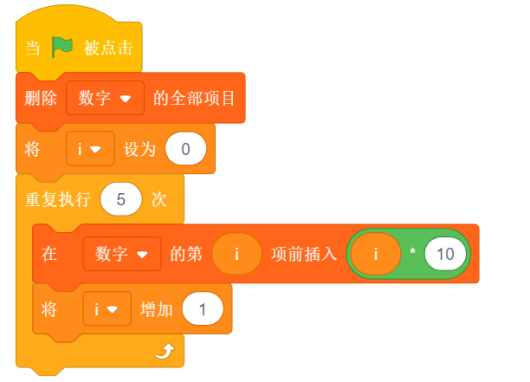 当 被点击
删除 数字 的全部项目
将 i 设为 0
重复执行 5 次
在 数字 的第 i 项前插入 i * 10
将 i 增加 1